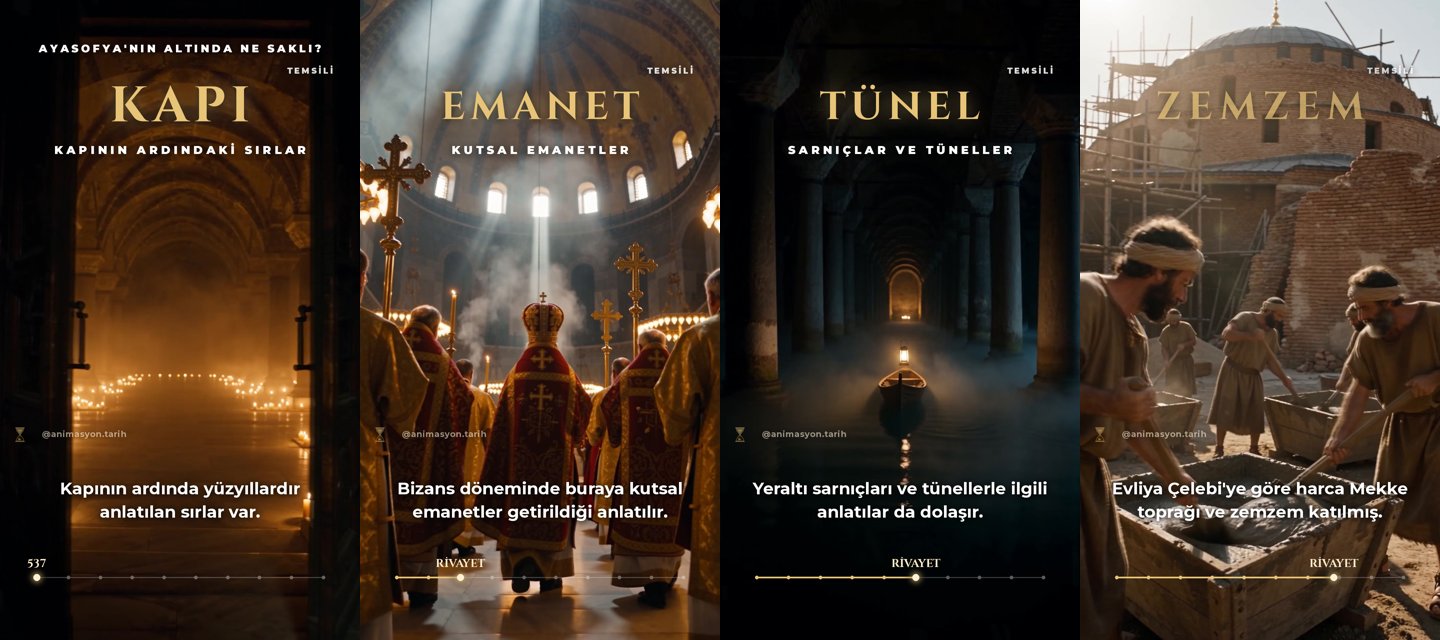 AYASOFYA'NIN ALTINDA NE SAKLI?
TEMSİLİ
KAPI
KAPININ ARDINDAKİ SIRLAR
@animasyon.tarih
Kapının ardında yüzyıllardır
anlatılan sırlar var.
537
TEMSİLİ
EMANET
KUTSAL EMANETLER
@animasyon.tarih
Bizans döneminde buraya kutsal
emanetler getirildiği anlatılır.
RİVAYET
TEMSİLİ
TÜNEL
SARNIÇLAR VE TÜNELLER
@animasyon.tarih
Yeraltı sarnıçları ve tünellerle ilgili
anlatılar da dolaşır.
RİVAYET
TEMSİLİ
ZEMZEM
@animasyon.tarih
Evliya Çelebi'ye göre harca Mekke
toprağı ve zemzem katılmış.
RİVAYET